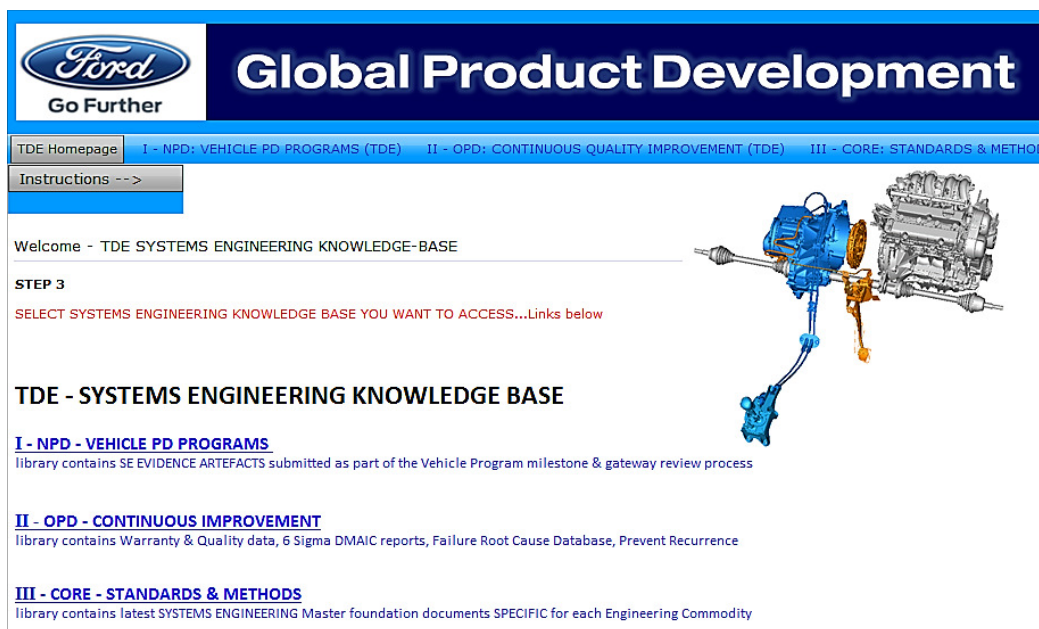 Ford
Go Further
Global Product Development
TDE Homepage I - NPD: VEHICLE PD PROGRAMS (TDE) II - OPD: CONTINUOUS QUALITY IMPROVEMENT (TDE) III - CORE: STANDARDS & METHO
Instructions -->
Welcome - TDE SYSTEMS ENGINEERING KNOWLEDGE-BASE
STEP 3
SELECT SYSTEMS ENGINEERING KNOWLEDGE BASE YOU WANT TO ACCESS...Links below
TDE - SYSTEMS ENGINEERING KNOWLEDGE BASE
I - NPD - VEHICLE PD PROGRAMS
library contains SE EVIDENCE ARTEFACTS submitted as part of the Vehicle Program milestone & gateway review process
II - OPD - CONTINUOUS IMPROVEMENT
library contains Warranty & Quality data, 6 Sigma DMAIC reports, Failure Root Cause Database, Prevent Recurrence
III - CORE - STANDARDS & METHODS
library contains latest SYSTEMS ENGINEERING Master foundation documents SPECIFIC for each Engineering Commodity